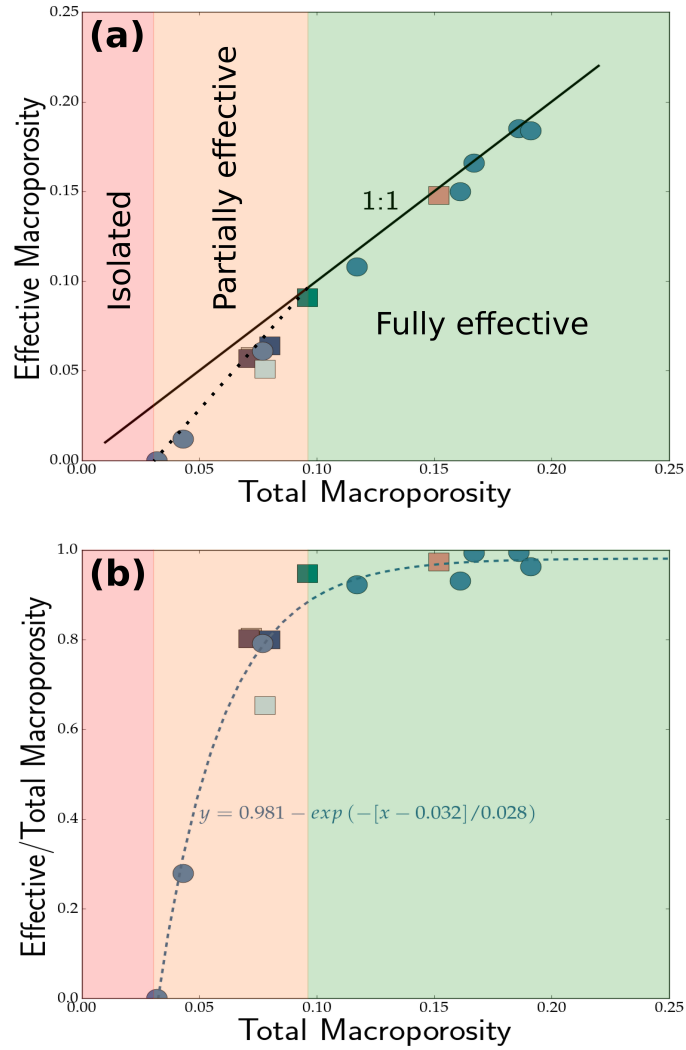 (a)
0.25
0.20
0.15
0.10
0.05
0.00
Effective Macroporosity
Isolated
Partially effective
1:1
Fully effective
0.00 0.05 0.10 0.15 0.20 0.25
Total Macroporosity
(b)
1.0
0.8
0.6
0.4
0.2
0.0
Effective/Total Macroporosity
y = 0.981 − exp (−[x − 0.032]/0.028)
0.00 0.05 0.10 0.15 0.20 0.25
Total Macroporosity